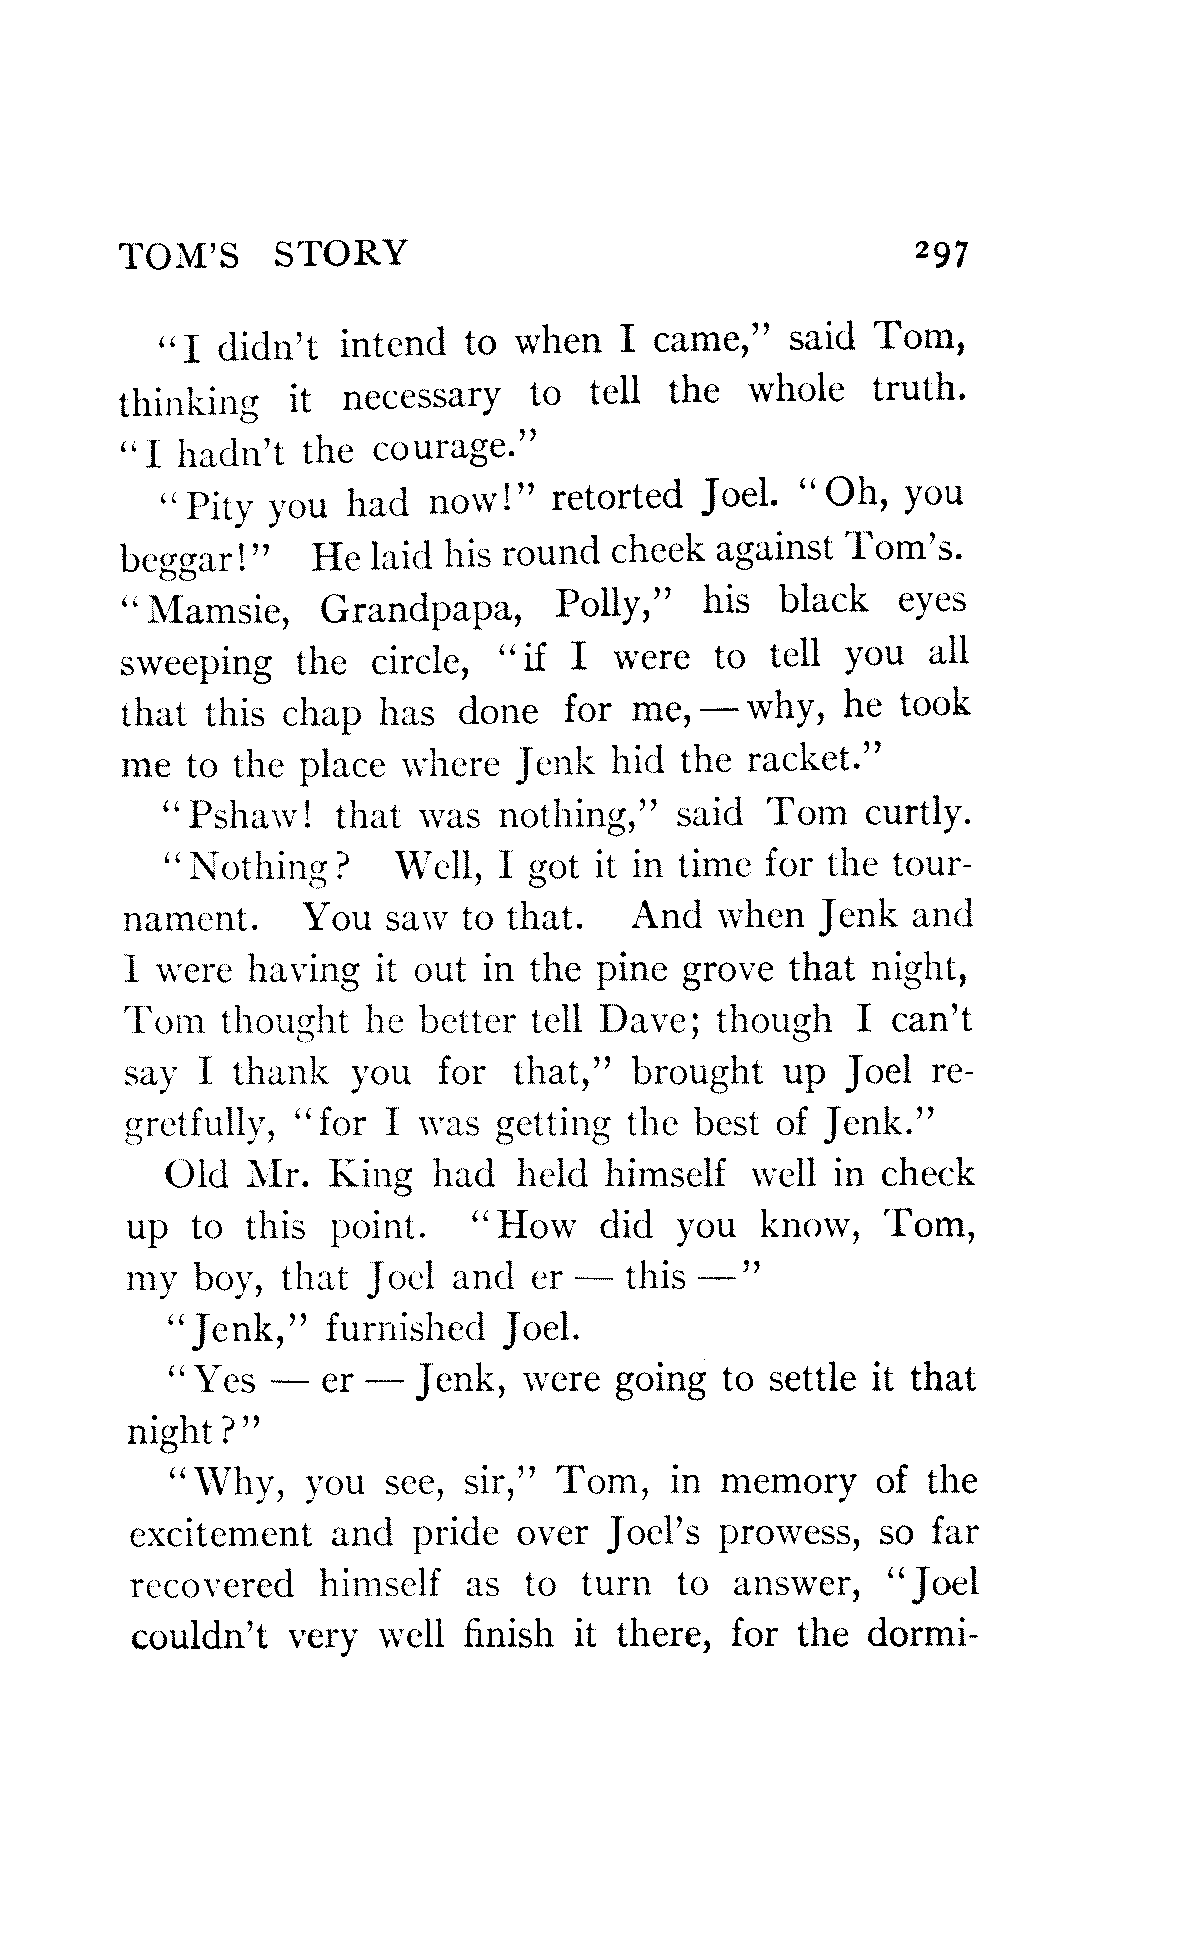 TOM'S STORY 297
"I didn't intend to when I came," said Tom,
thinking it necessary to tell the whole truth.
"I hadn't the courage."
"Pity you had now!" retorted Joel. "Oh, you
beggar!" He laid his round cheek against Tom's.
"Mamsie, Grandpapa, Polly," his black eyes
sweeping the circle, "if I were to tell you all
that this chap has done for me,—why, he took
me to the place where Jenk hid the racket."
"Pshaw! that was nothing," said Tom curtly.
"Nothing? Well, I got it in time for the tour-
nament. You saw to that. And when Jenk and
I were having it out in the pine grove that night,
Tom thought he better tell Dave; though I can't
say I thank you for that," brought up Joel re-
gretfully, "for I was getting the best of Jenk."
Old Mr. King had held himself well in check
up to this point. "How did you know, Tom,
my boy, that Joel and er — this —"
"Jenk," furnished Joel.
"Yes — er — Jenk, were going to settle it that
night?"
"Why, you see, sir," Tom, in memory of the
excitement and pride over Joel's prowess, so far
recovered himself as to turn to answer, "Joel
couldn't very well finish it there, for the dormi-